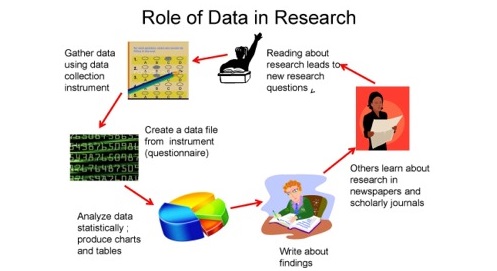 Role of Data in Research
Gather data
using data
collection
instrument
Reading about
research leads to
new research
questions
Create a data file
from instrument
(questionnaire)
Others learn about
research in
newspapers and
scholarly journals
Analyze data
statistically ;
produce charts
and tables
Write about
findings